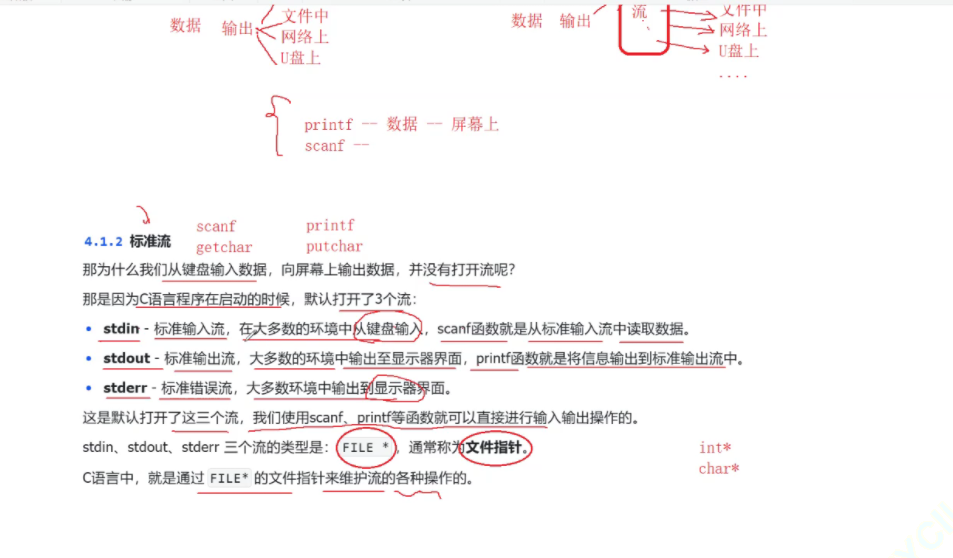 文件中
数据 输出 网络上
U盘上
流 文件中
数据 输出 网络上
U盘上
....
printf -- 数据 -- 屏幕上
scanf --
scanf printf
4.1.2 标准流 getchar putchar
那为什么我们从键盘输入数据，向屏幕上输出数据，并没有打开流呢？
那是因为C语言程序在启动的时候，默认打开了3个流：
• stdin - 标准输入流，在大多数的环境中从键盘输入，scanf函数就是从标准输入流中读取数据。
• stdout - 标准输出流，大多数的环境中输出至显示器界面，printf函数就是将信息输出到标准输出流中。
• stderr - 标准错误流，大多数环境中输出到显示器界面。
这是默认打开了这三个流，我们使用scanf、printf等函数就可以直接进行输入输出操作的。
stdin、stdout、stderr 三个流的类型是： FILE * ，通常称为文件指针。
int*
char*
C语言中，就是通过 FILE* 的文件指针来维护流的各种操作的。